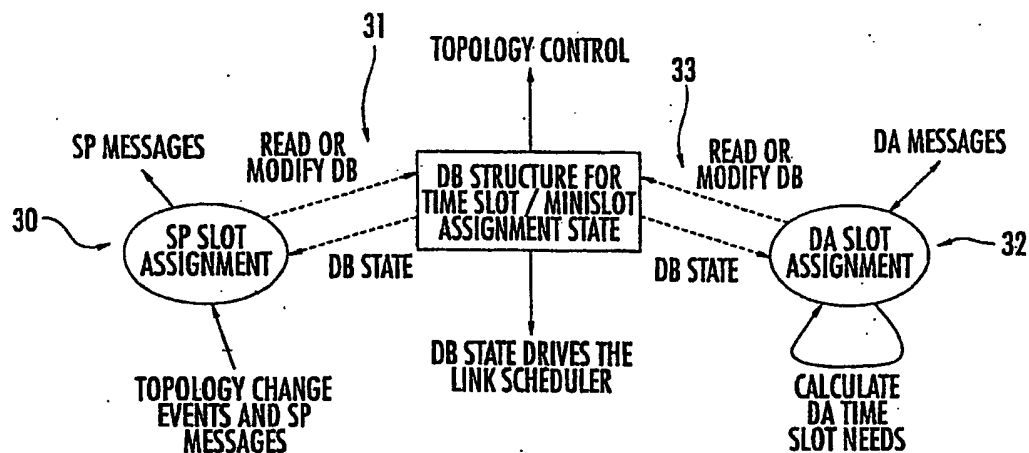 31
TOPOLOGY CONTROL
33
SP MESSAGES
READ OR
MODIFY DB
READ OR
MODIFY DB
DA MESSAGES
DB STRUCTURE FOR
TIME SLOT / MINISLOT
ASSIGNMENT STATE
30
SP SLOT
ASSIGNMENT
DA SLOT
ASSIGNMENT
32
DB STATE
DB STATE
DB STATE DRIVES THE
LINK SCHEDULER
TOPOLOGY CHANGE
EVENTS AND SP
MESSAGES
CALCULATE
DA TIME
SLOT NEEDS